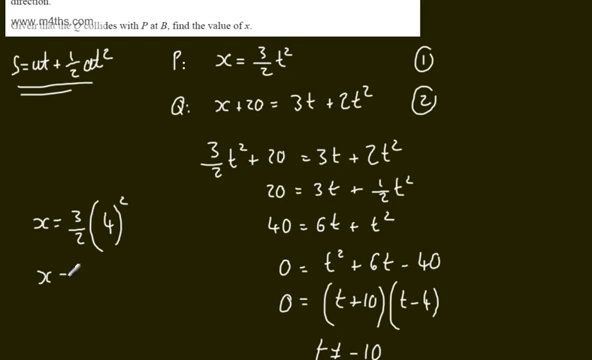 direction.
www.m4ths.com
Given that the Q collides with P at B, find the value of x.
S=ut+½at²
P: x = 3/2 t² ①
Q: x+20 = 3t + 2t² ②
3/2 t² + 20 = 3t + 2t²
20 = 3t + ½t²
40 = 6t + t²
0 = t² + 6t - 40
0 = (t+10)(t-4)
t≠ -10
x = 3/2 (4)²
x -